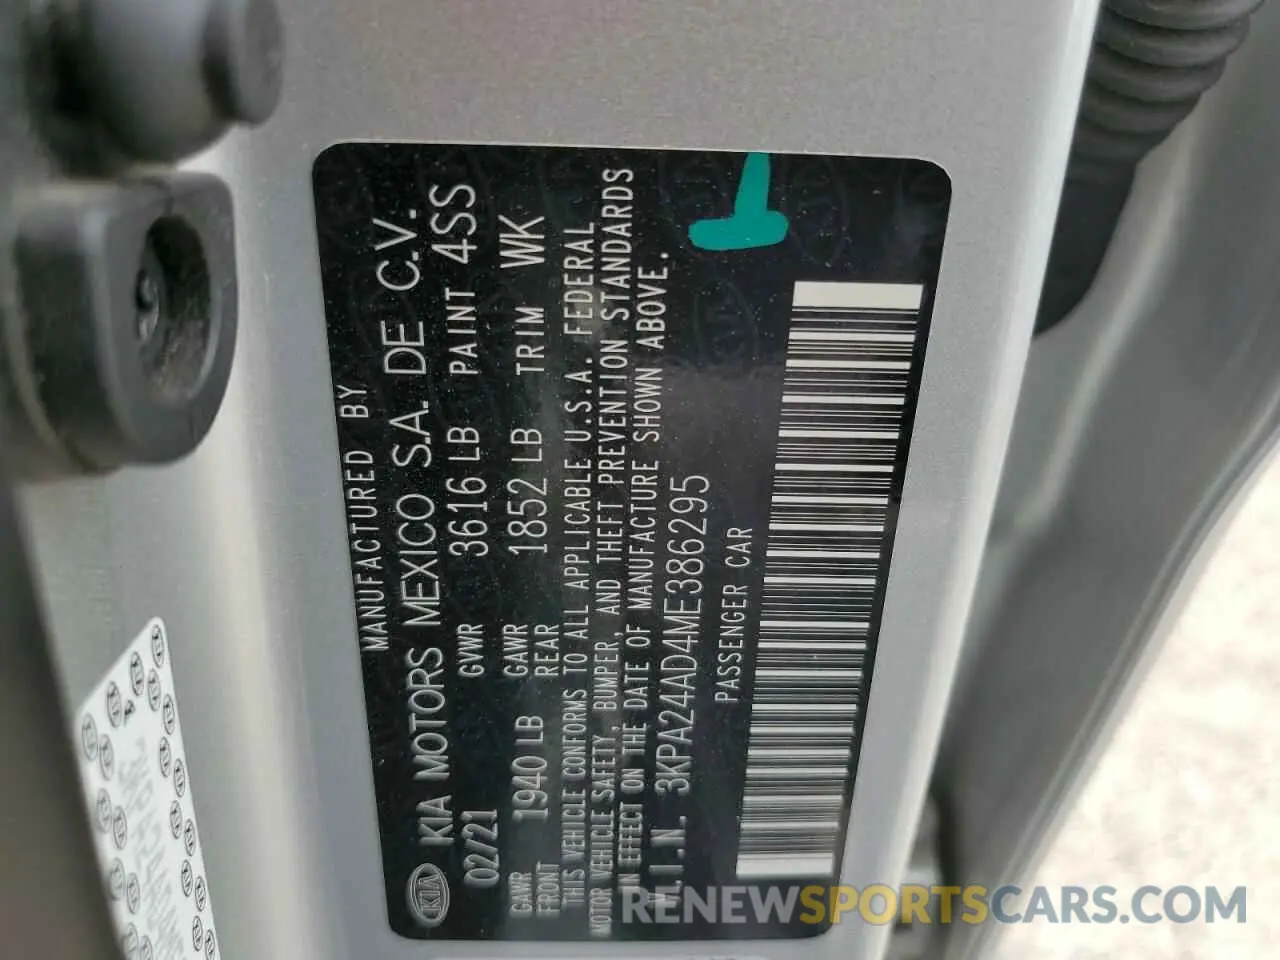 MANUFACTURED BY
KIA KIA MOTORS MEXICO S.A. DE C.V.
02/21 GVWR 3616 LB PAINT 4SS
GAWR FRONT 1940 LB GAWR REAR 1852 LB TRIM WK
THIS VEHICLE CONFORMS TO ALL APPLICABLE U.S.A. FEDERAL
MOTOR VEHICLE SAFETY, BUMPER, AND THEFT PREVENTION STANDARDS
IN EFFECT ON THE DATE OF MANUFACTURE SHOWN ABOVE.
V.I.N. 3KPA24AD4ME386295
PASSENGER CAR
RENEWSPORTSCARS.COM